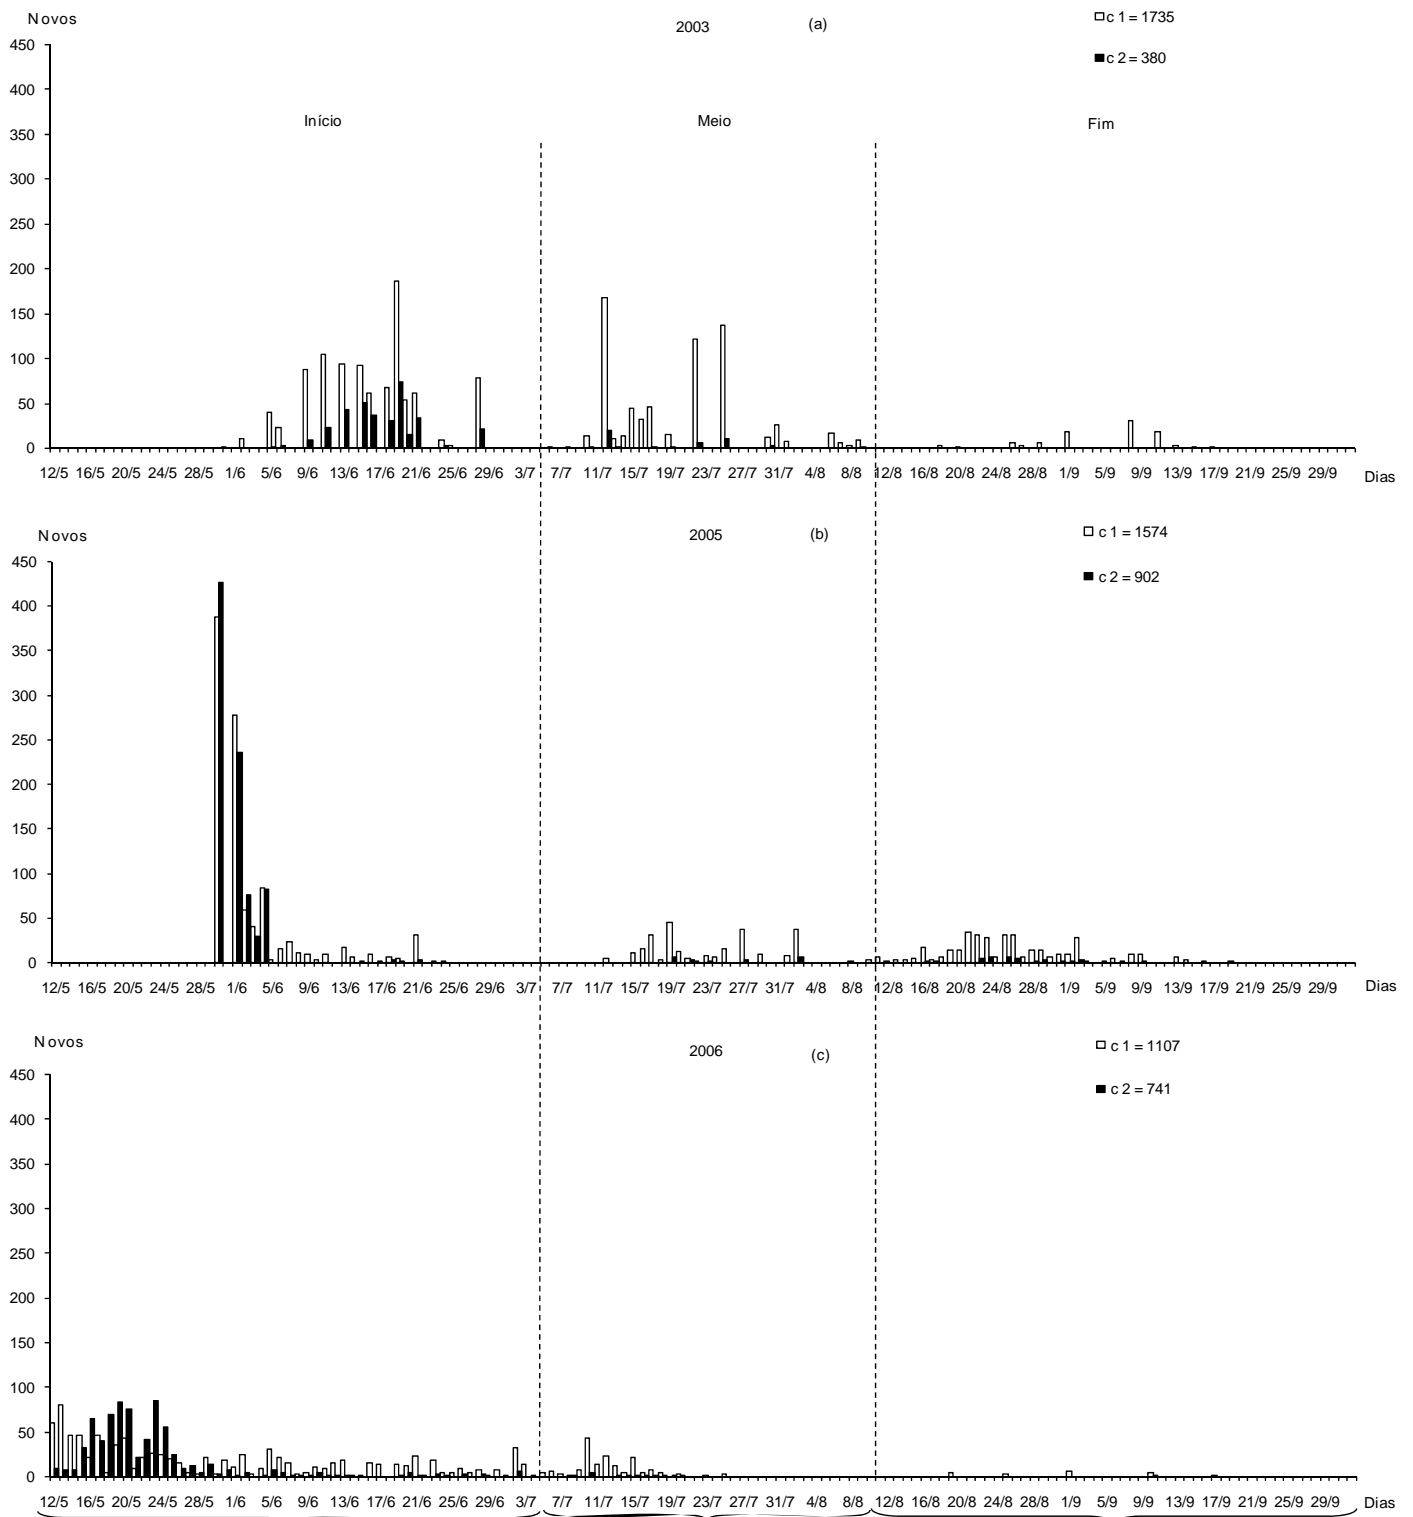 Novos
2003 (a)
c 1 = 1735
c 2 = 380
450
400
350
300
250
200
150
100
50
0
Início Meio Fim
12/5 16/5 20/5 24/5 28/5 1/6 5/6 9/6 13/6 17/6 21/6 25/6 29/6 3/7 7/7 11/7 15/7 19/7 23/7 27/7 31/7 4/8 8/8 12/8 16/8 20/8 24/8 28/8 1/9 5/9 9/9 13/9 17/9 21/9 25/9 29/9 Dias
Novos
2005 (b)
c 1 = 1574
c 2 = 902
450
400
350
300
250
200
150
100
50
0
12/5 16/5 20/5 24/5 28/5 1/6 5/6 9/6 13/6 17/6 21/6 25/6 29/6 3/7 7/7 11/7 15/7 19/7 23/7 27/7 31/7 4/8 8/8 12/8 16/8 20/8 24/8 28/8 1/9 5/9 9/9 13/9 17/9 21/9 25/9 29/9 Dias
Novos
2006 (c)
c 1 = 1107
c 2 = 741
450
400
350
300
250
200
150
100
50
0
12/5 16/5 20/5 24/5 28/5 1/6 5/6 9/6 13/6 17/6 21/6 25/6 29/6 3/7 7/7 11/7 15/7 19/7 23/7 27/7 31/7 4/8 8/8 12/8 16/8 20/8 24/8 28/8 1/9 5/9 9/9 13/9 17/9 21/9 25/9 29/9 Dias